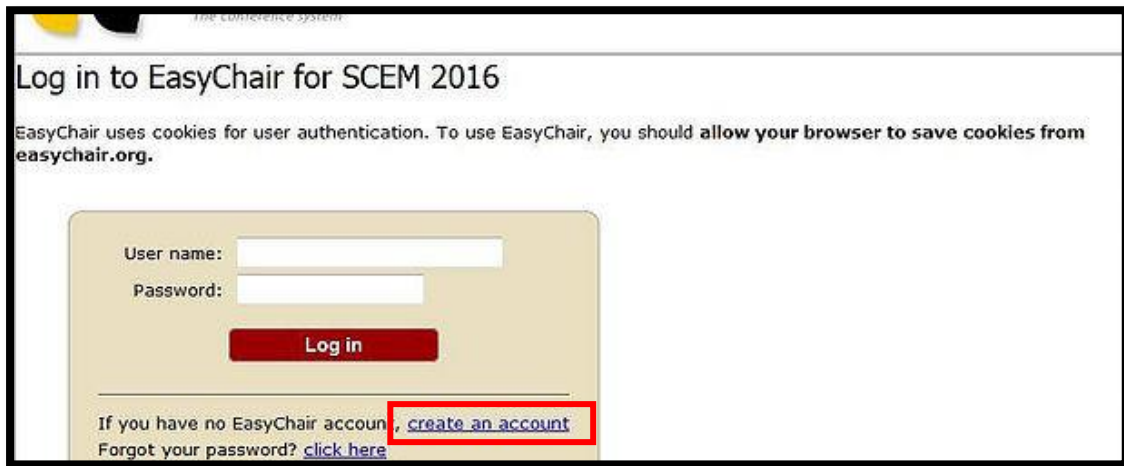 The conference system
Log in to EasyChair for SCEM 2016
EasyChair uses cookies for user authentication. To use EasyChair, you should allow your browser to save cookies from
easychair.org.
User name:
Password:
Log in
If you have no EasyChair account, create an account
Forgot your password? click here